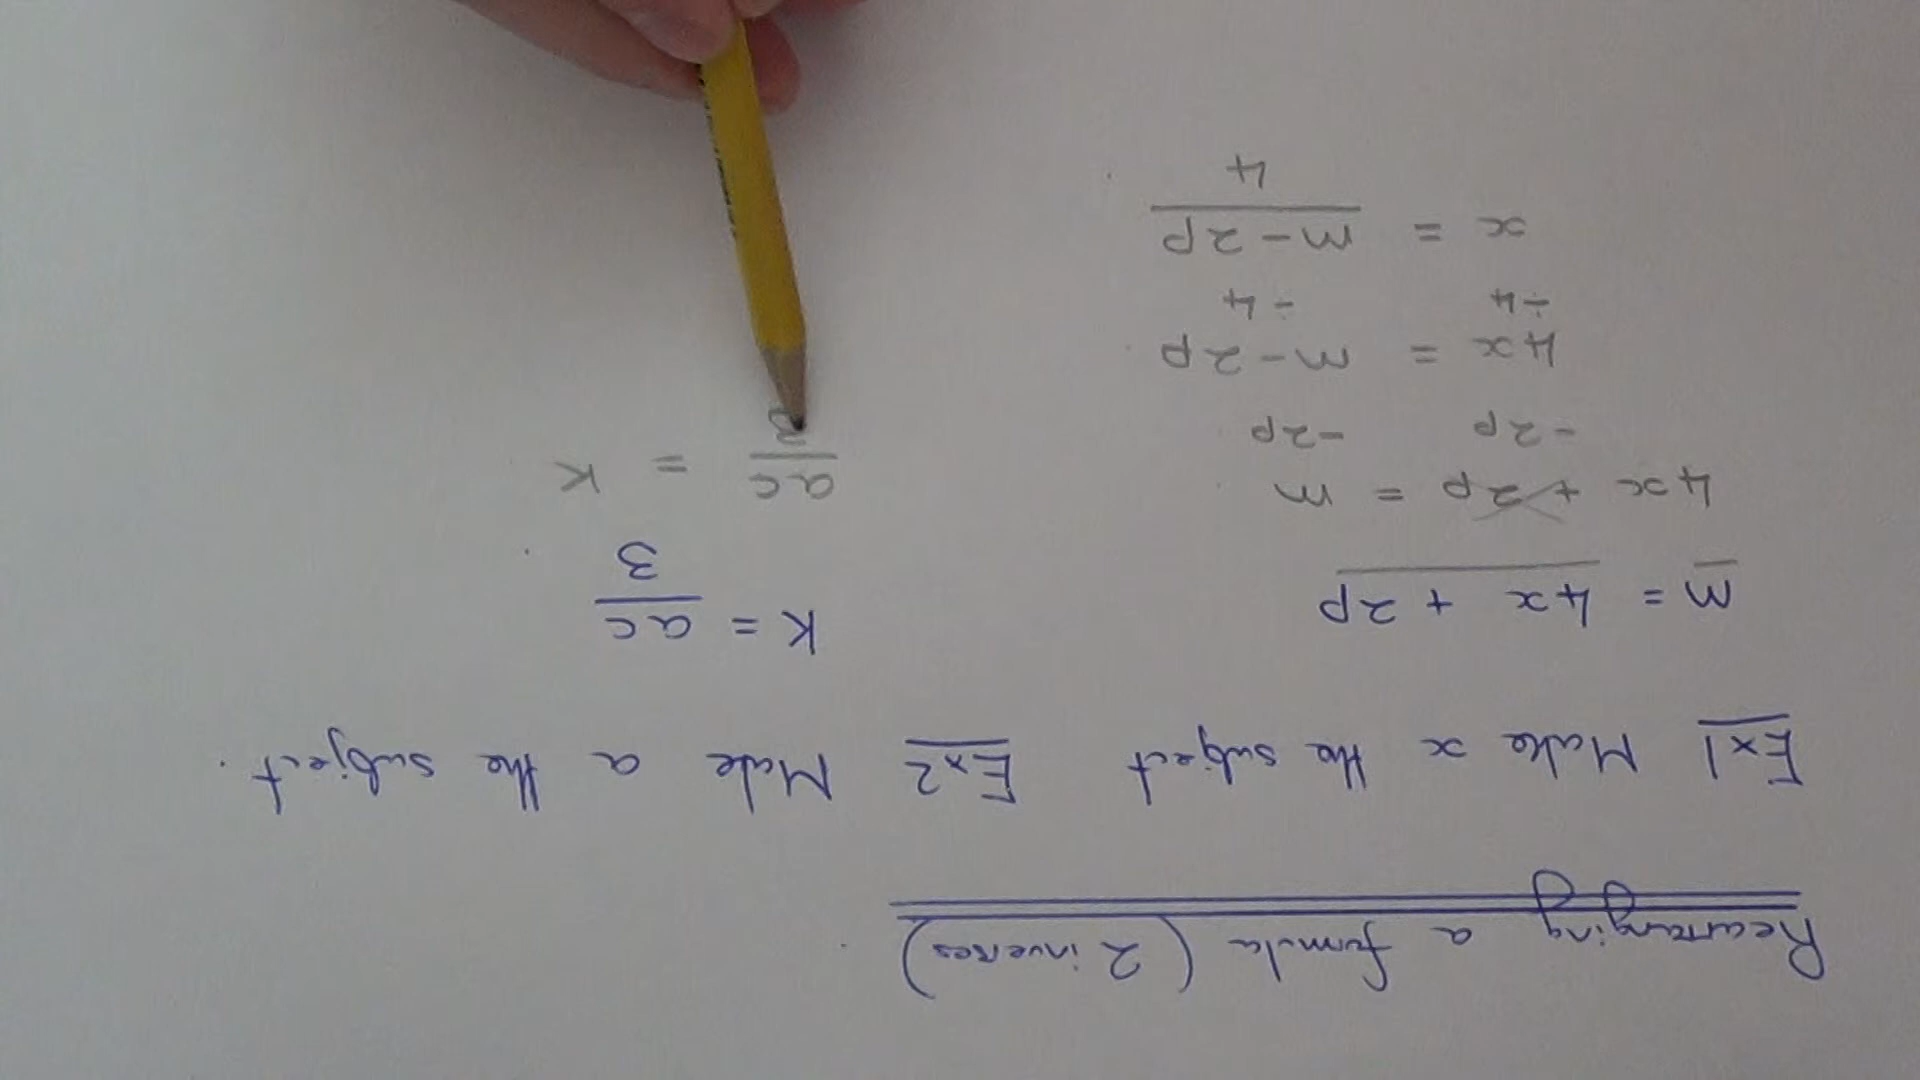 Rearranging a formula (2 inverses)
Ex1 Make x the subject
m = 4x + 2p
4x + 2p = m
-2p -2p
4x = m - 2p
÷4 ÷4
x = m - 2p
4
Ex2 Make a the subject.
K = ac
3
ac = K
3